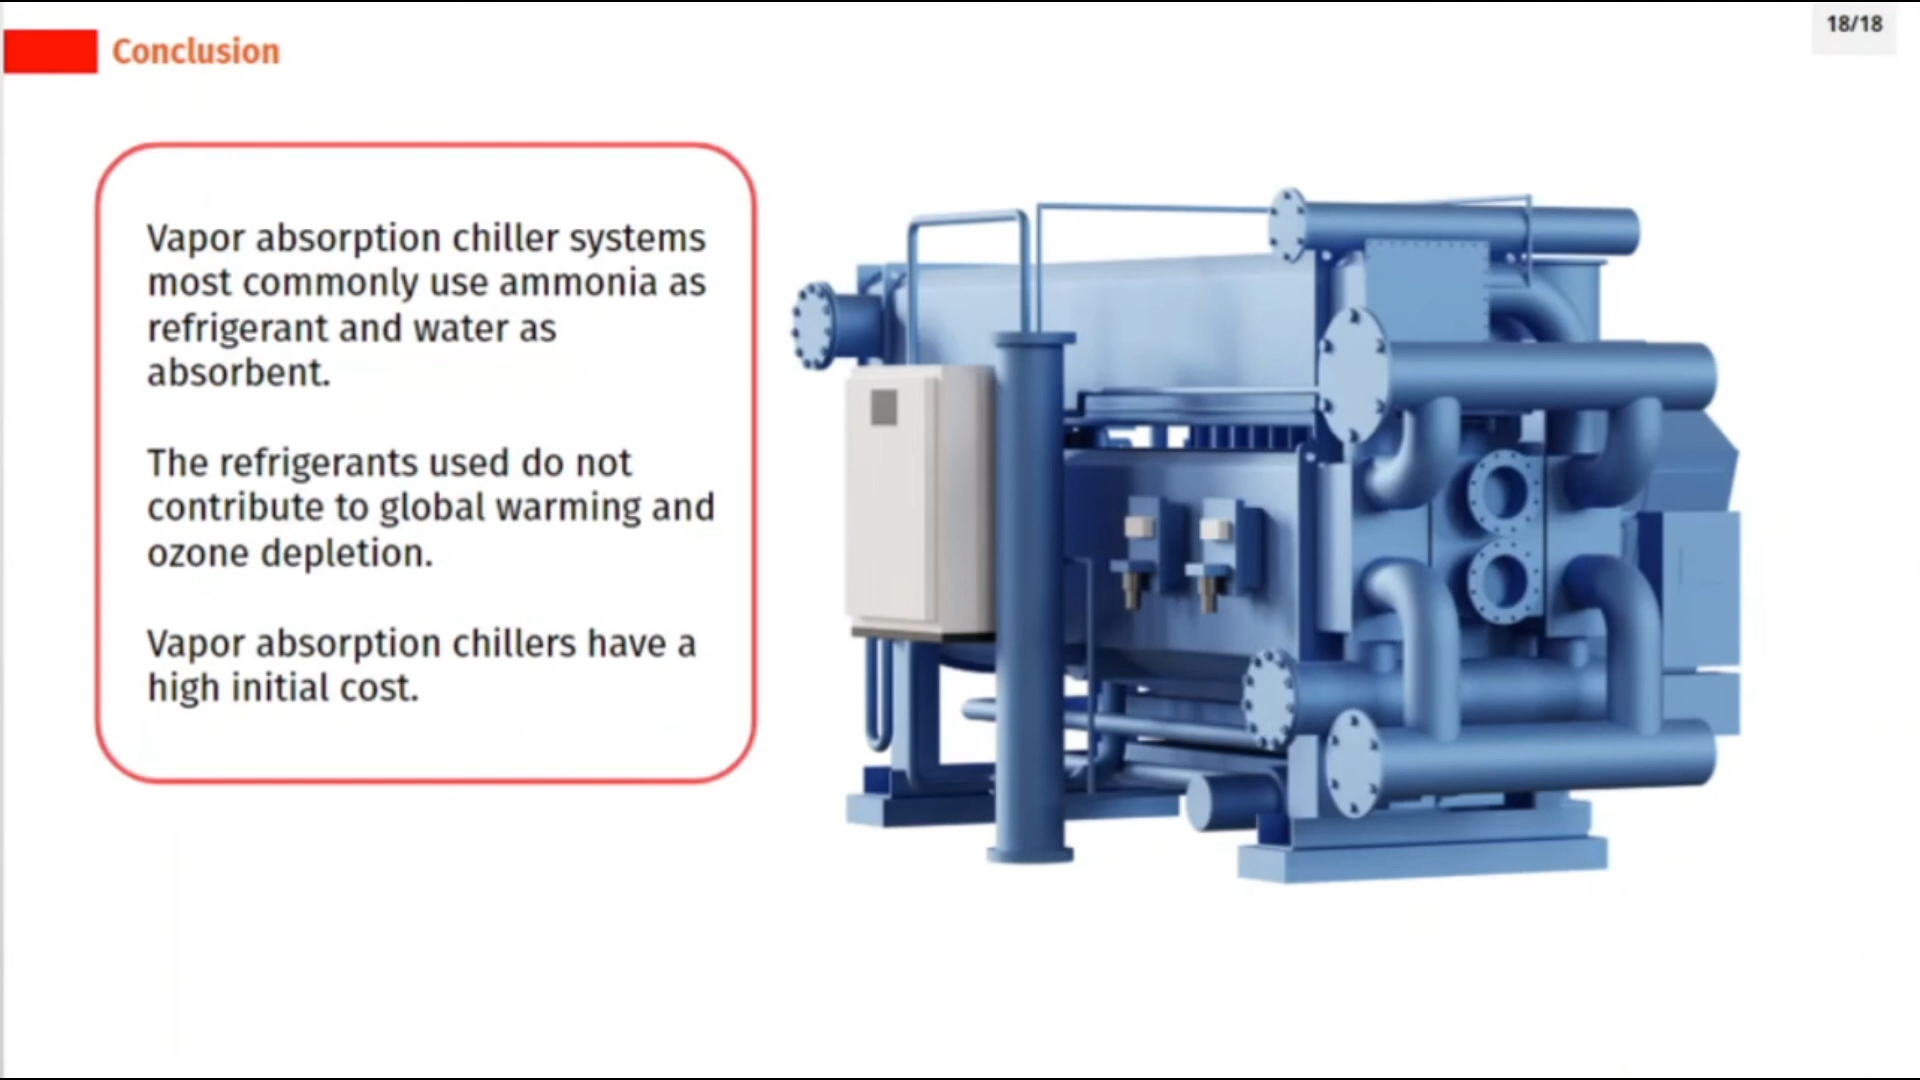 18/18
Conclusion
Vapor absorption chiller systems
most commonly use ammonia as
refrigerant and water as
absorbent.
The refrigerants used do not
contribute to global warming and
ozone depletion.
Vapor absorption chillers have a
high initial cost.